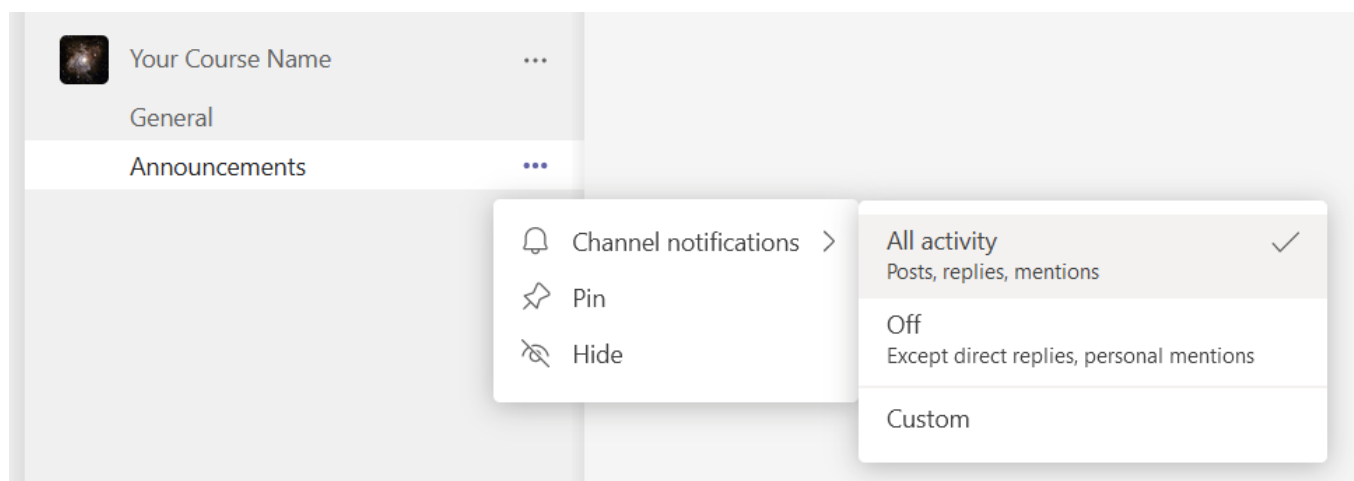 Your Course Name
General
Announcements
Channel notifications
Pin
Hide
All activity
Posts, replies, mentions
Off
Except direct replies, personal mentions
Custom